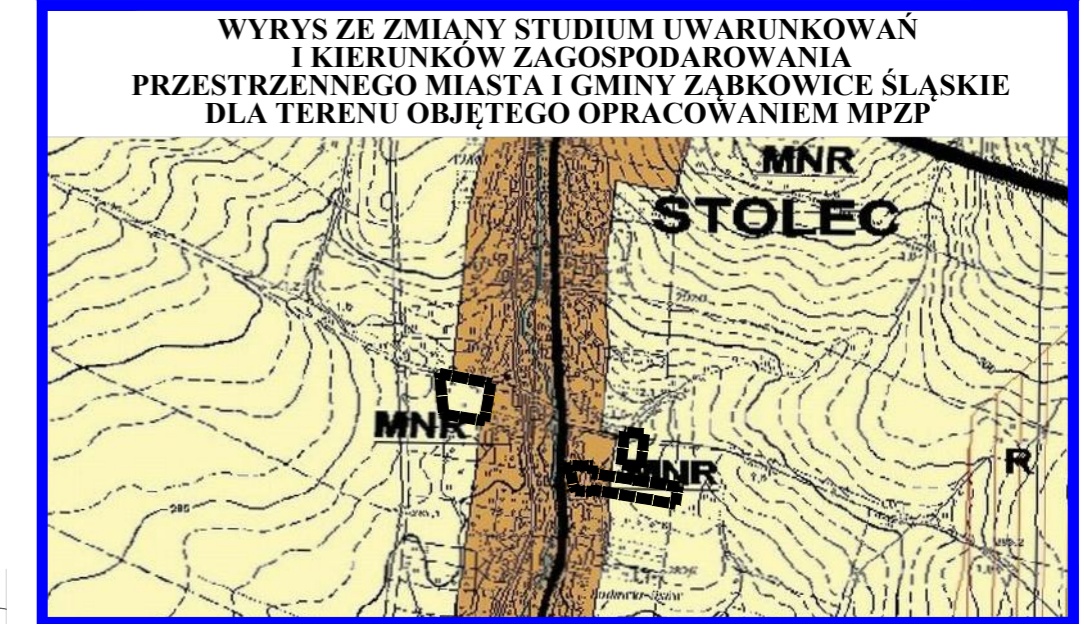 WYRYS ZE ZMIANY STUDIUM UWARUNKOWAŃ
I KIERUNKÓW ZAGOSPODAROWANIA
PRZESTRZENNEGO MIASTA I GMINY ZĄBKOWICE ŚLĄSKIE
DLA TERENU OBJĘTEGO OPRACOWANIEM MPZP
MNR
STOLEC
MNR
MNR
R
285